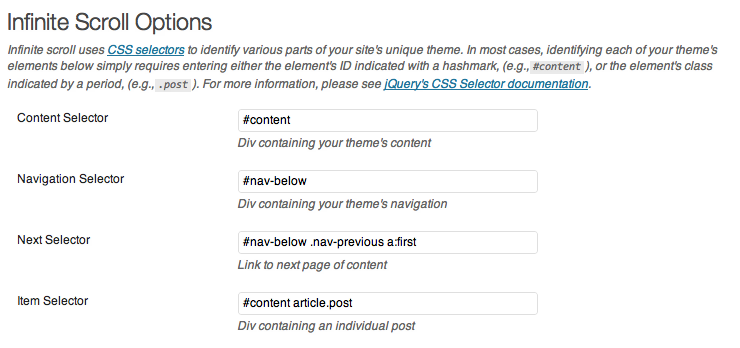 Infinite Scroll Options
Infinite scroll uses CSS selectors to identify various parts of your site's unique theme. In most cases, identifying each of your theme's
elements below simply requires entering either the element's ID indicated with a hashmark, (e.g., #content ), or the element's class
indicated by a period, (e.g., .post ). For more information, please see jQuery's CSS Selector documentation.
Content Selector
#content
Div containing your theme's content
Navigation Selector
#nav-below
Div containing your theme's navigation
Next Selector
#nav-below .nav-previous a:first
Link to next page of content
Item Selector
#content article.post
Div containing an individual post